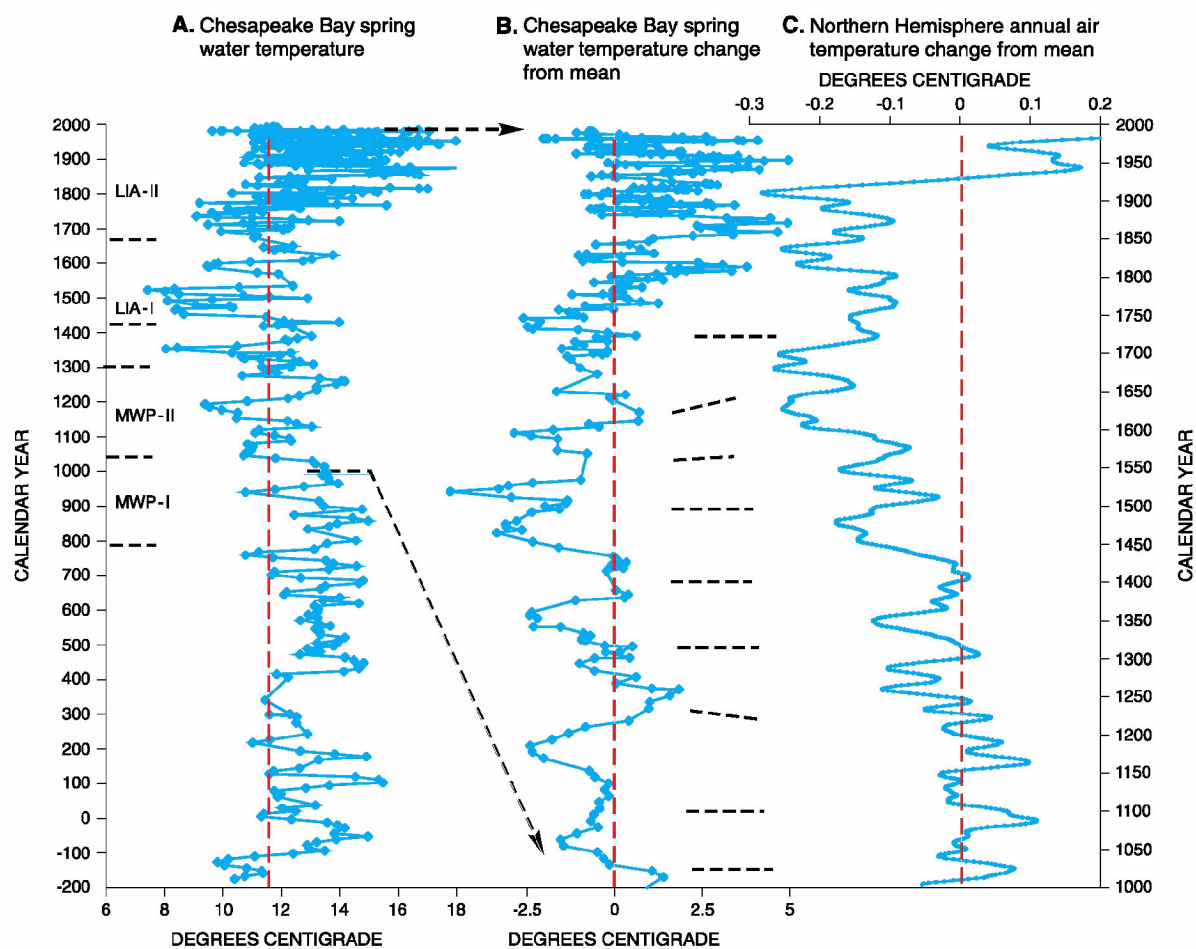 A. Chesapeake Bay spring
water temperature
B. Chesapeake Bay spring
water temperature change
from mean
C. Northern Hemisphere annual air
temperature change from mean
DEGREES CENTIGRADE
-0.3 -0.2 -0.1 0 0.1 0.2
CALENDAR YEAR
2000
1900
1800
1700
1600
1500
1400
1300
1200
1100
1000
900
800
700
600
500
400
300
200
100
0
-100
-200
LIA-II
LIA-I
MWP-II
MWP-I
2000
1950
1900
1850
1800
1750
1700
1650
1600
1550
1500
1450
1400
1350
1300
1250
1200
1150
1100
1050
1000
CALENDAR YEAR
6 8 10 12 14 16 18
DEGREES CENTIGRADE
-2.5 0 2.5 5
DEGREES CENTIGRADE